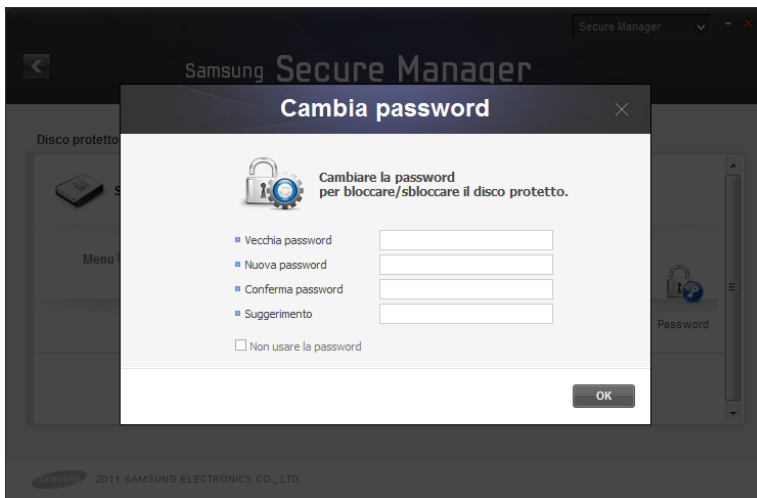 Secure Manager
Samsung Secure Manager
Cambia password
Disco protetto
Cambiare la password
per bloccare/sbloccare il disco protetto.
S
Menu
Vecchia password
Nuova password
Conferma password
Suggerimento
Password
Non usare la password
OK
SAMSUNG 2011 SAMSUNG ELECTRONICS CO., LTD.